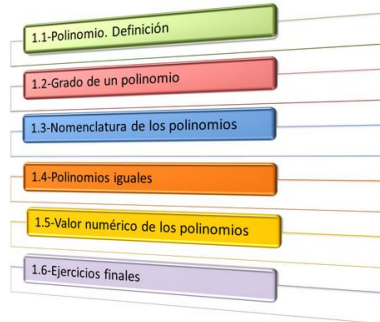 1.1-Polinomio. Definición
1.2-Grado de un polinomio
1.3-Nomenclatura de los polinomios
1.4-Polinomios iguales
1.5-Valor numérico de los polinomios
1.6-Ejercicios finales